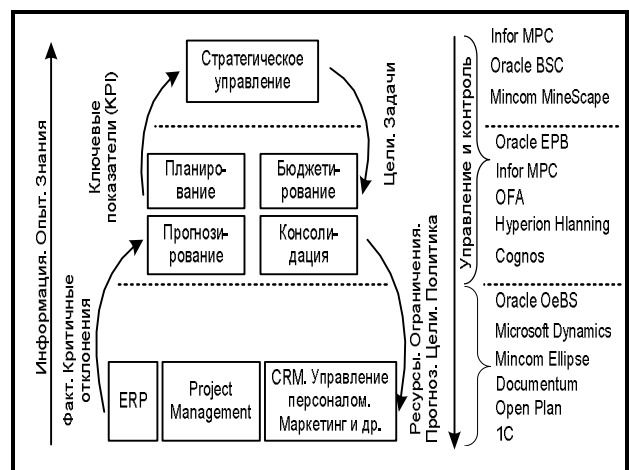 Информация. Опыт. Знания
Факт. Критичные
отклонения
Ключевые
показатели (KPI)
Стратегическое
управление
Цели. Задачи
Планиро-
вание
Бюджети-
рование
Прогнози-
рование
Консоли-
дация
Ресурсы. Ограничения.
Прогноз. Цели. Политика
ERP
Project
Management
CRM. Управление
персоналом.
Маркетинг и др.
Управление и контроль
Infor MPC
Oracle BSC
Mincom MineScape
Oracle EPB
Infor MPC
OFA
Hyperion Hlanning
Cognos
Oracle OeBS
Microsoft Dynamics
Mincom Ellipse
Documentum
Open Plan
1C